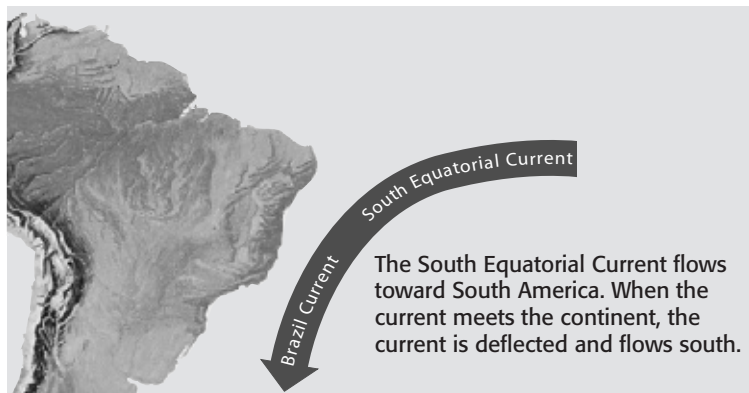 South Equatorial Current
Brazil Current
The South Equatorial Current flows
toward South America. When the
current meets the continent, the
current is deflected and flows south.